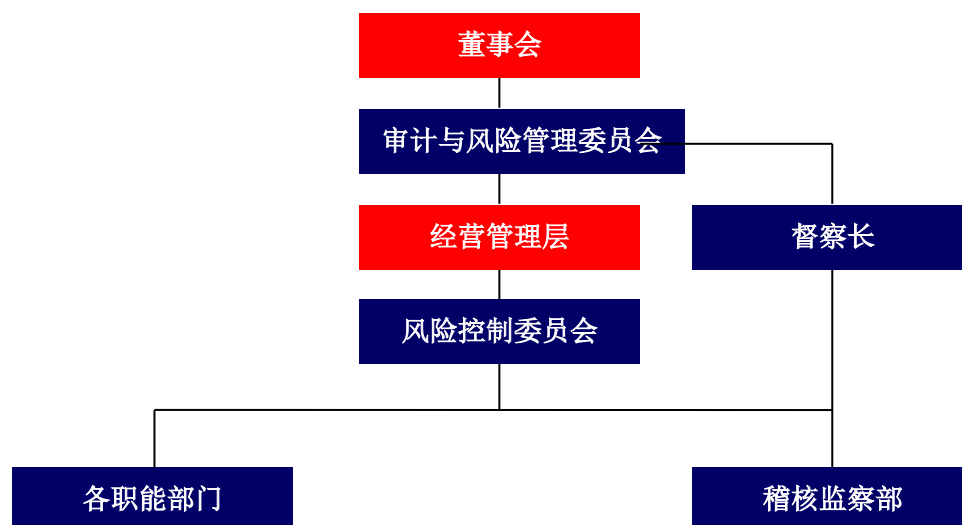 董事会
审计与风险管理委员会
经营管理层
督察长
风险控制委员会
各职能部门
稽核监察部